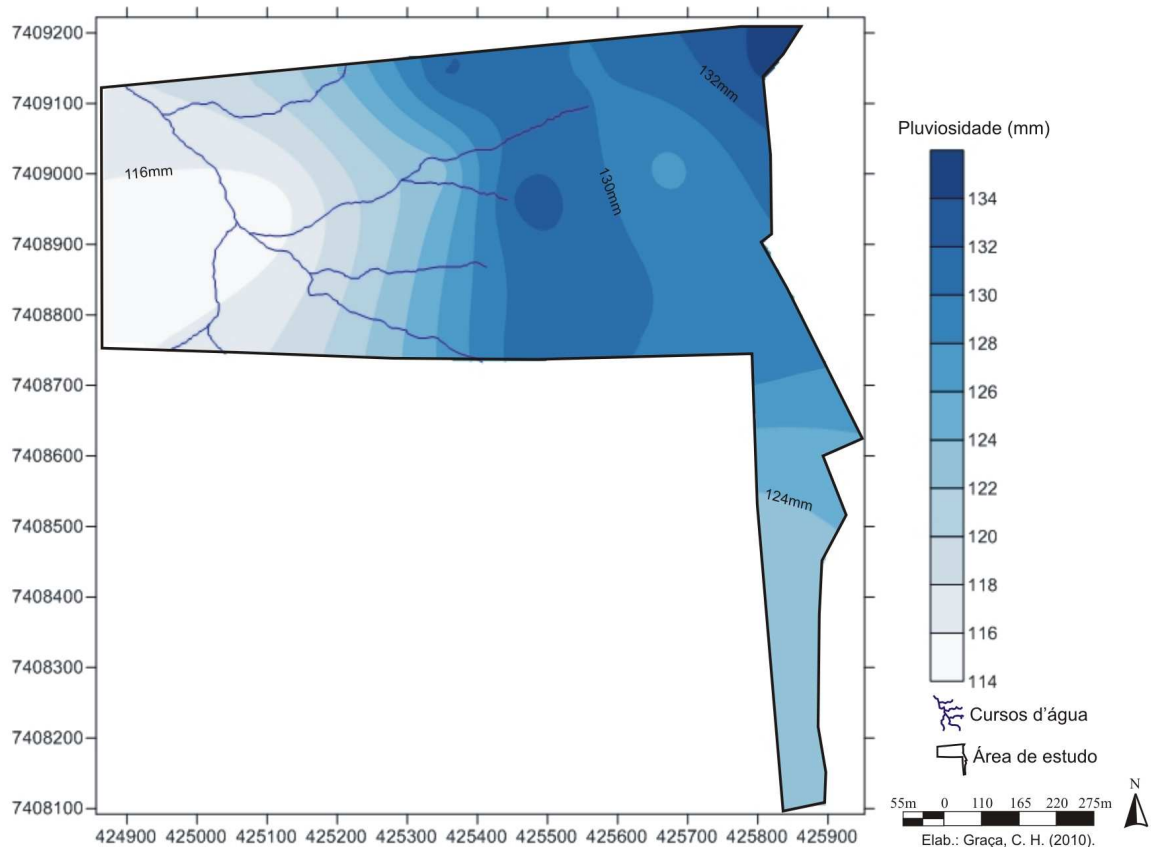 7409200
7409100
7409000
7408900
7408800
7408700
7408600
7408500
7408400
7408300
7408200
7408100
424900 425000 425100 425200 425300 425400 425500 425600 425700 425800 425900
116mm
130mm
132mm
124mm
Pluviosidade (mm)
134
132
130
128
126
124
122
120
118
116
114
Cursos d'água
Área de estudo
55m 0 110 165 220 275m
N
Elab.: Graça, C. H. (2010).